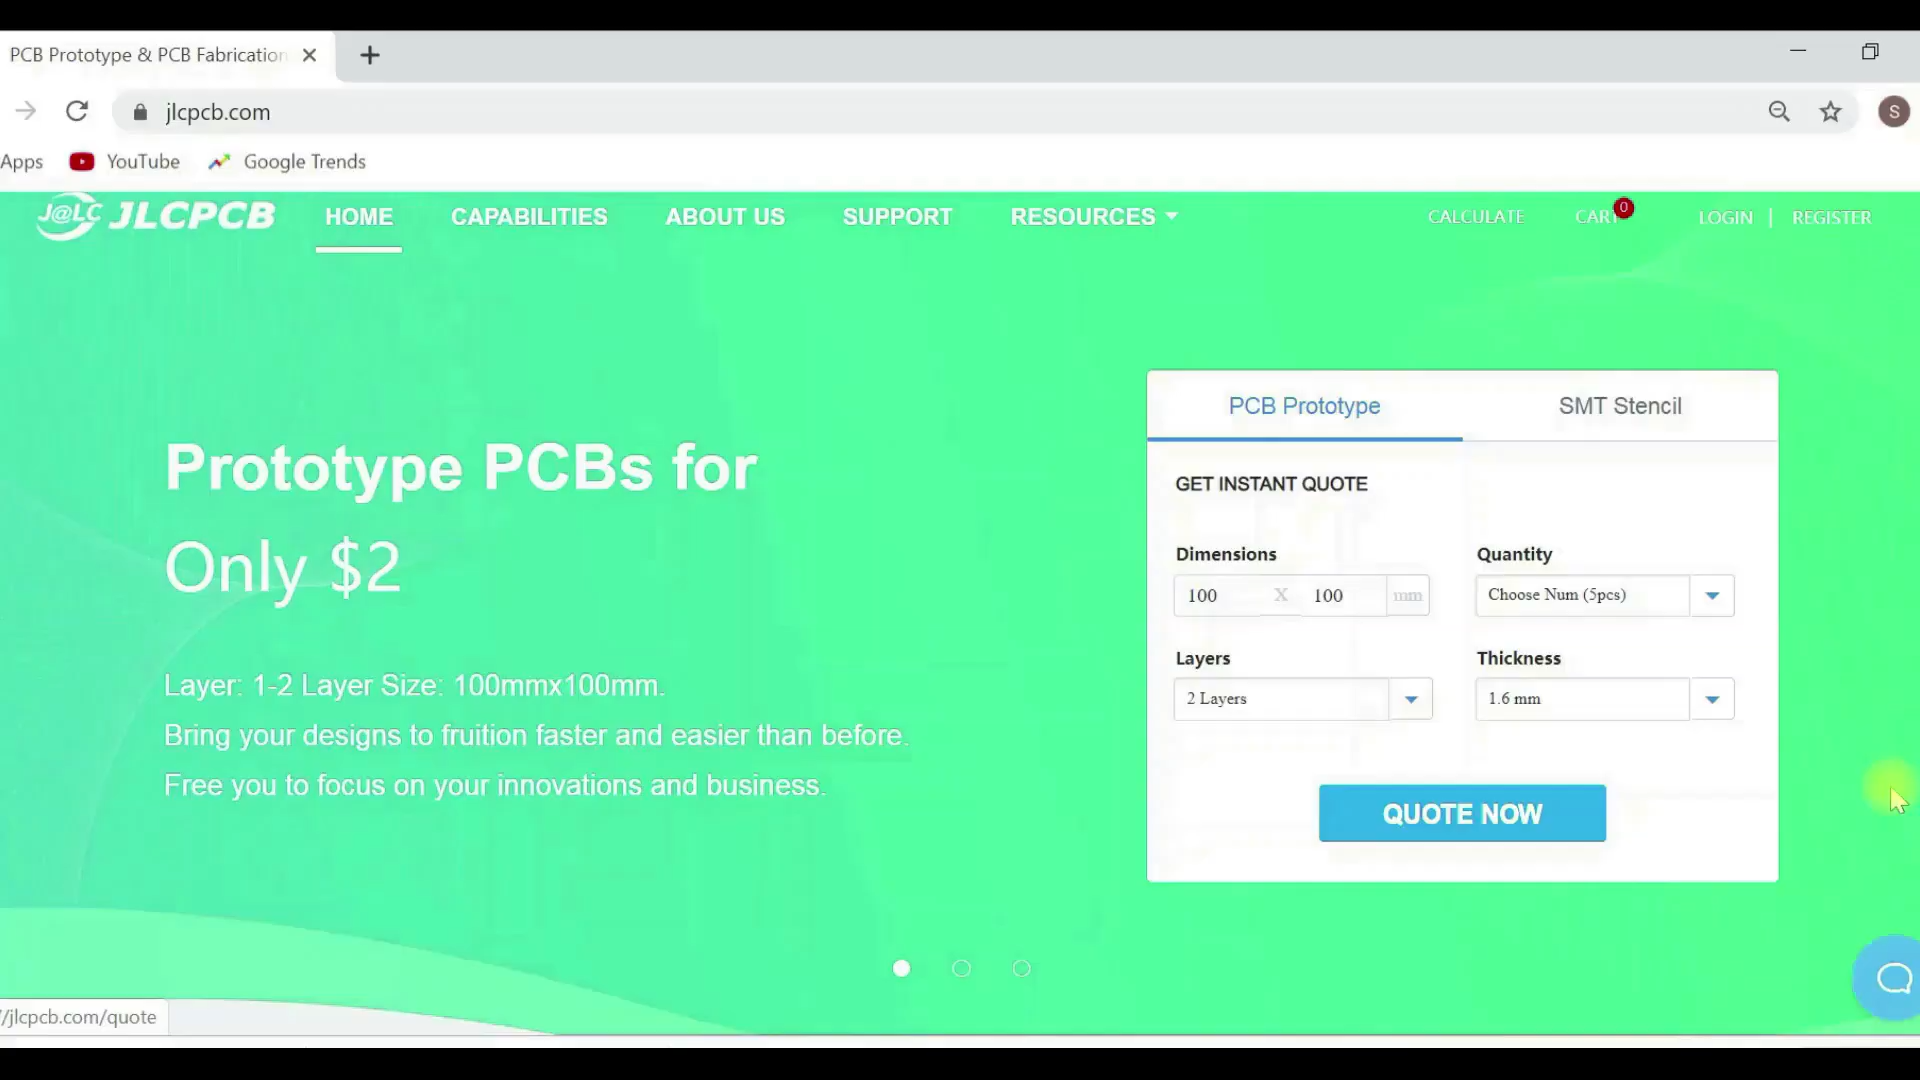 PCB Prototype & PCB Fabrication
jlcpcb.com
S
Apps YouTube Google Trends
J@LC JLCPCB HOME CAPABILITIES ABOUT US SUPPORT RESOURCES CALCULATE CART 0 LOGIN | REGISTER
PCB Prototype SMT Stencil
Prototype PCBs for
Only $2
Layer: 1-2 Layer Size: 100mmx100mm.
Bring your designs to fruition faster and easier than before.
Free you to focus on your innovations and business.
GET INSTANT QUOTE
Dimensions Quantity
100 X 100 mm Choose Num (5pcs)
Layers Thickness
2 Layers 1.6 mm
QUOTE NOW
/jlcpcb.com/quote